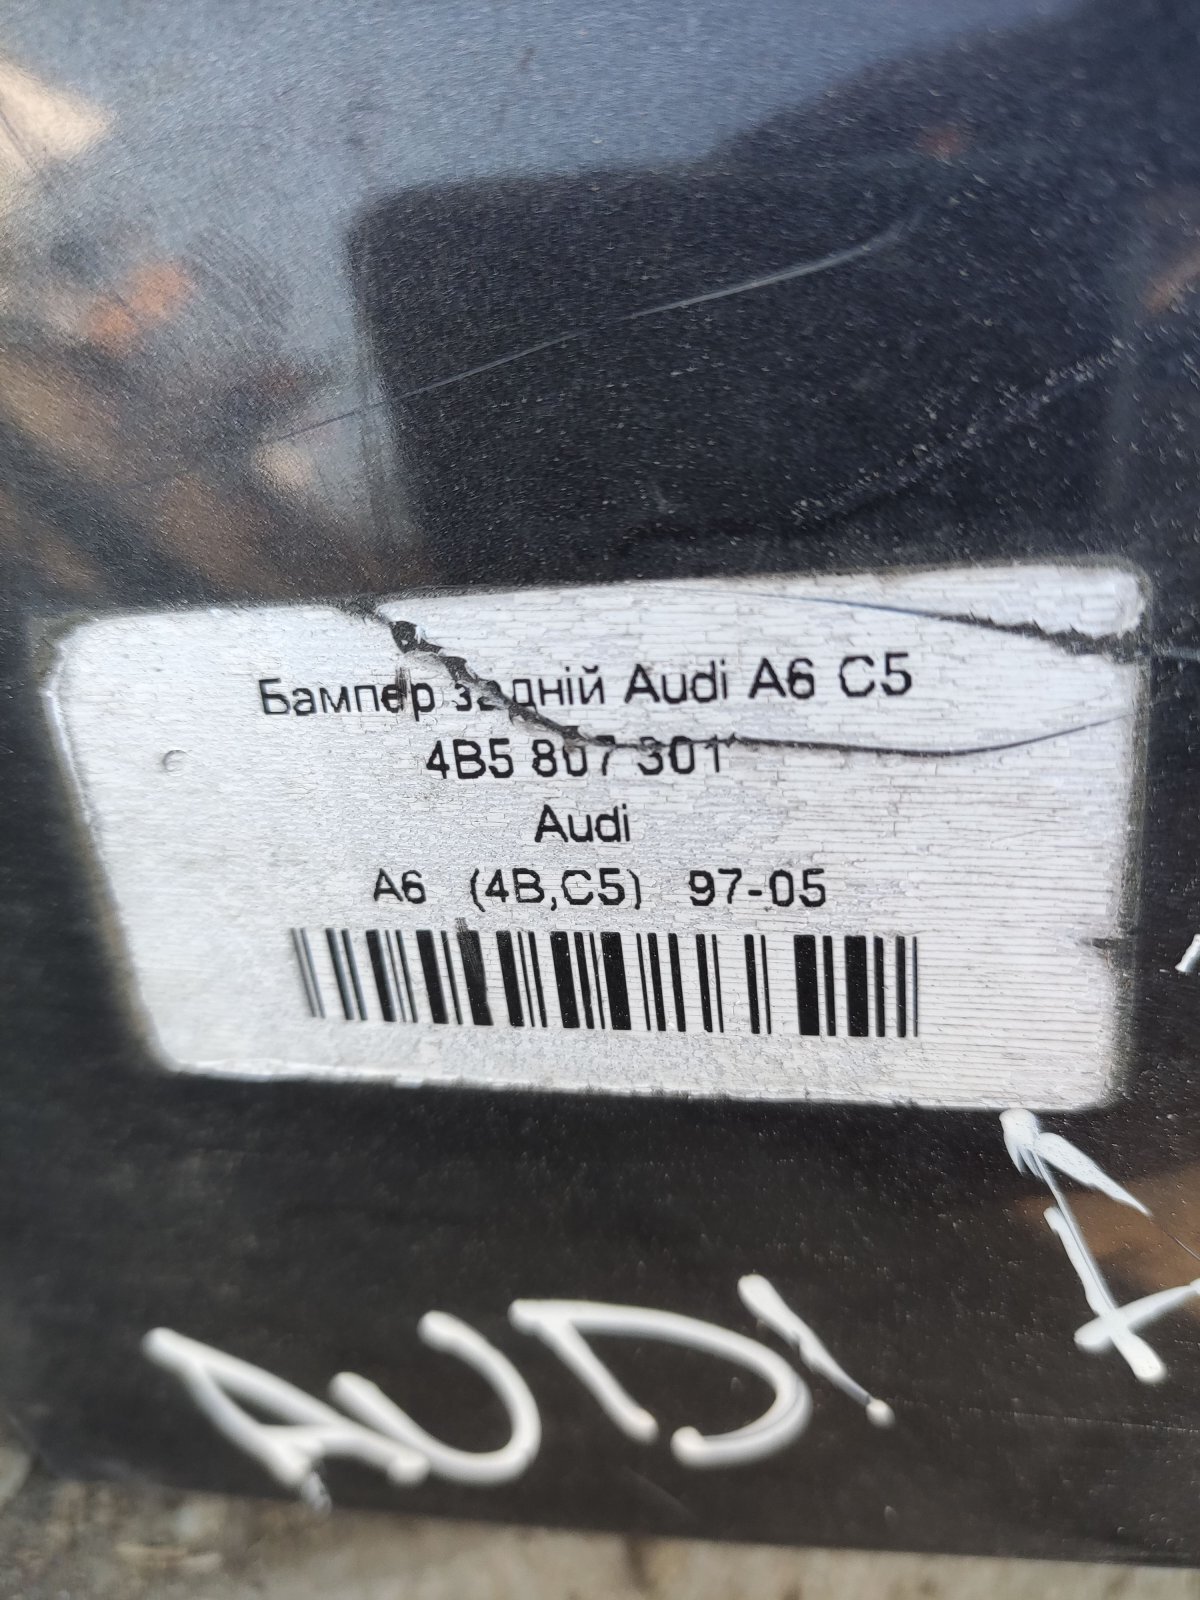 Бампер задній Audi A6 C5
4B5 807 301
Audi
A6 (4B,C5) 97-05
AUDI